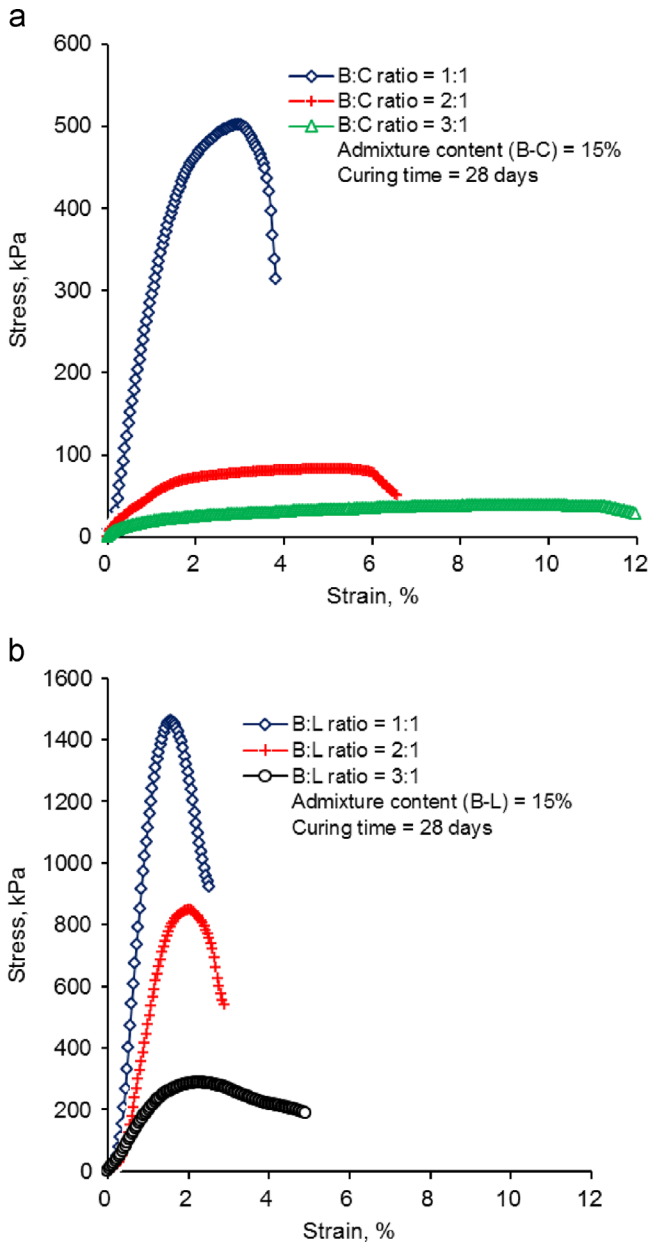 a
600
500
400
300
200
100
0
Stress, kPa
B:C ratio = 1:1
B:C ratio = 2:1
B:C ratio = 3:1
Admixture content (B-C) = 15%
Curing time = 28 days
0 2 4 6 8 10 12
Strain, %
b
1600
1400
1200
1000
800
600
400
200
0
Stress, kPa
B:L ratio = 1:1
B:L ratio = 2:1
B:L ratio = 3:1
Admixture content (B-L) = 15%
Curing time = 28 days
0 2 4 6 8 10 12
Strain, %